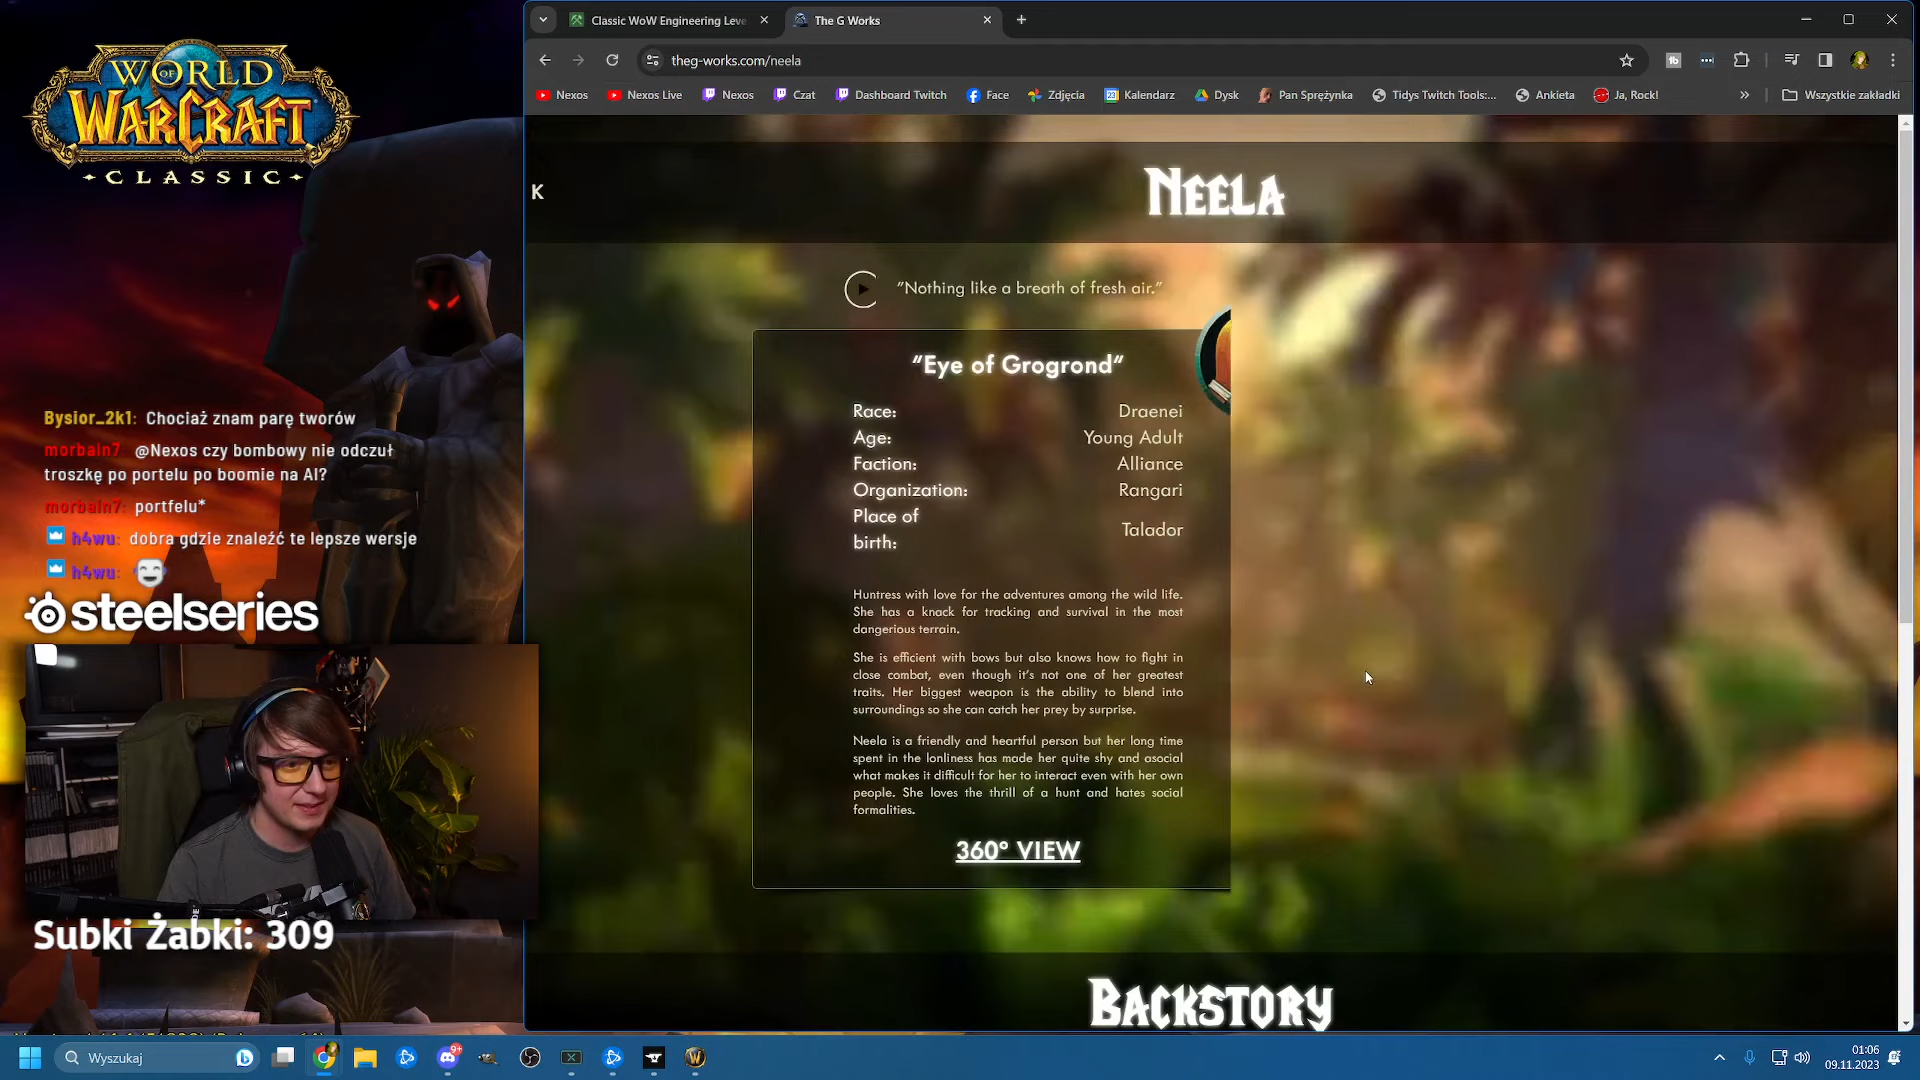 WORLD
OF
WARCRAFT
CLASSIC
Bysior_2k1: Chociaż znam parę tworów
morbain7 @Nexos czy bombowy nie odczuł
troszkę po portelu po boomie na AI?
morbain7: portfelu*
h4wu: dobra gdzie znaleźć te lepsze wersje
h4wu:
steelseries
Subki Żabki: 309
Classic WoW Engineering Leve
The G Works
theg-works.com/neela
Nexos
Nexos Live
Nexos
Czat
Dashboard Twitch
Face
Zdjęcia
23
Kalendarz
Dysk
Pan Sprężynka
Tidys Twitch Tools:...
Ankieta
Ja, Rock!
»
Wszystkie zakładki
K
NEELA
"Nothing like a breath of fresh air."
"Eye of Grogrond"
Race: Draenei
Age: Young Adult
Faction: Alliance
Organization: Rangari
Place of
birth: Talador
Huntress with love for the adventures among the wild life.
She has a knack for tracking and survival in the most
dangerous terrain.
She is efficient with bows but also knows how to fight in
close combat, even though it's not one of her greatest
traits. Her biggest weapon is the ability to blend into
surroundings so she can catch her prey by surprise.
Neela is a friendly and heartful person but her long time
spent in the lonliness has made her quite shy and asocial
what makes it difficult for her to interact even with her own
people. She loves the thrill of a hunt and hates social
formalities.
360° VIEW
BACKSTORY
Wyszukaj
9+
01:06
09.11.2023